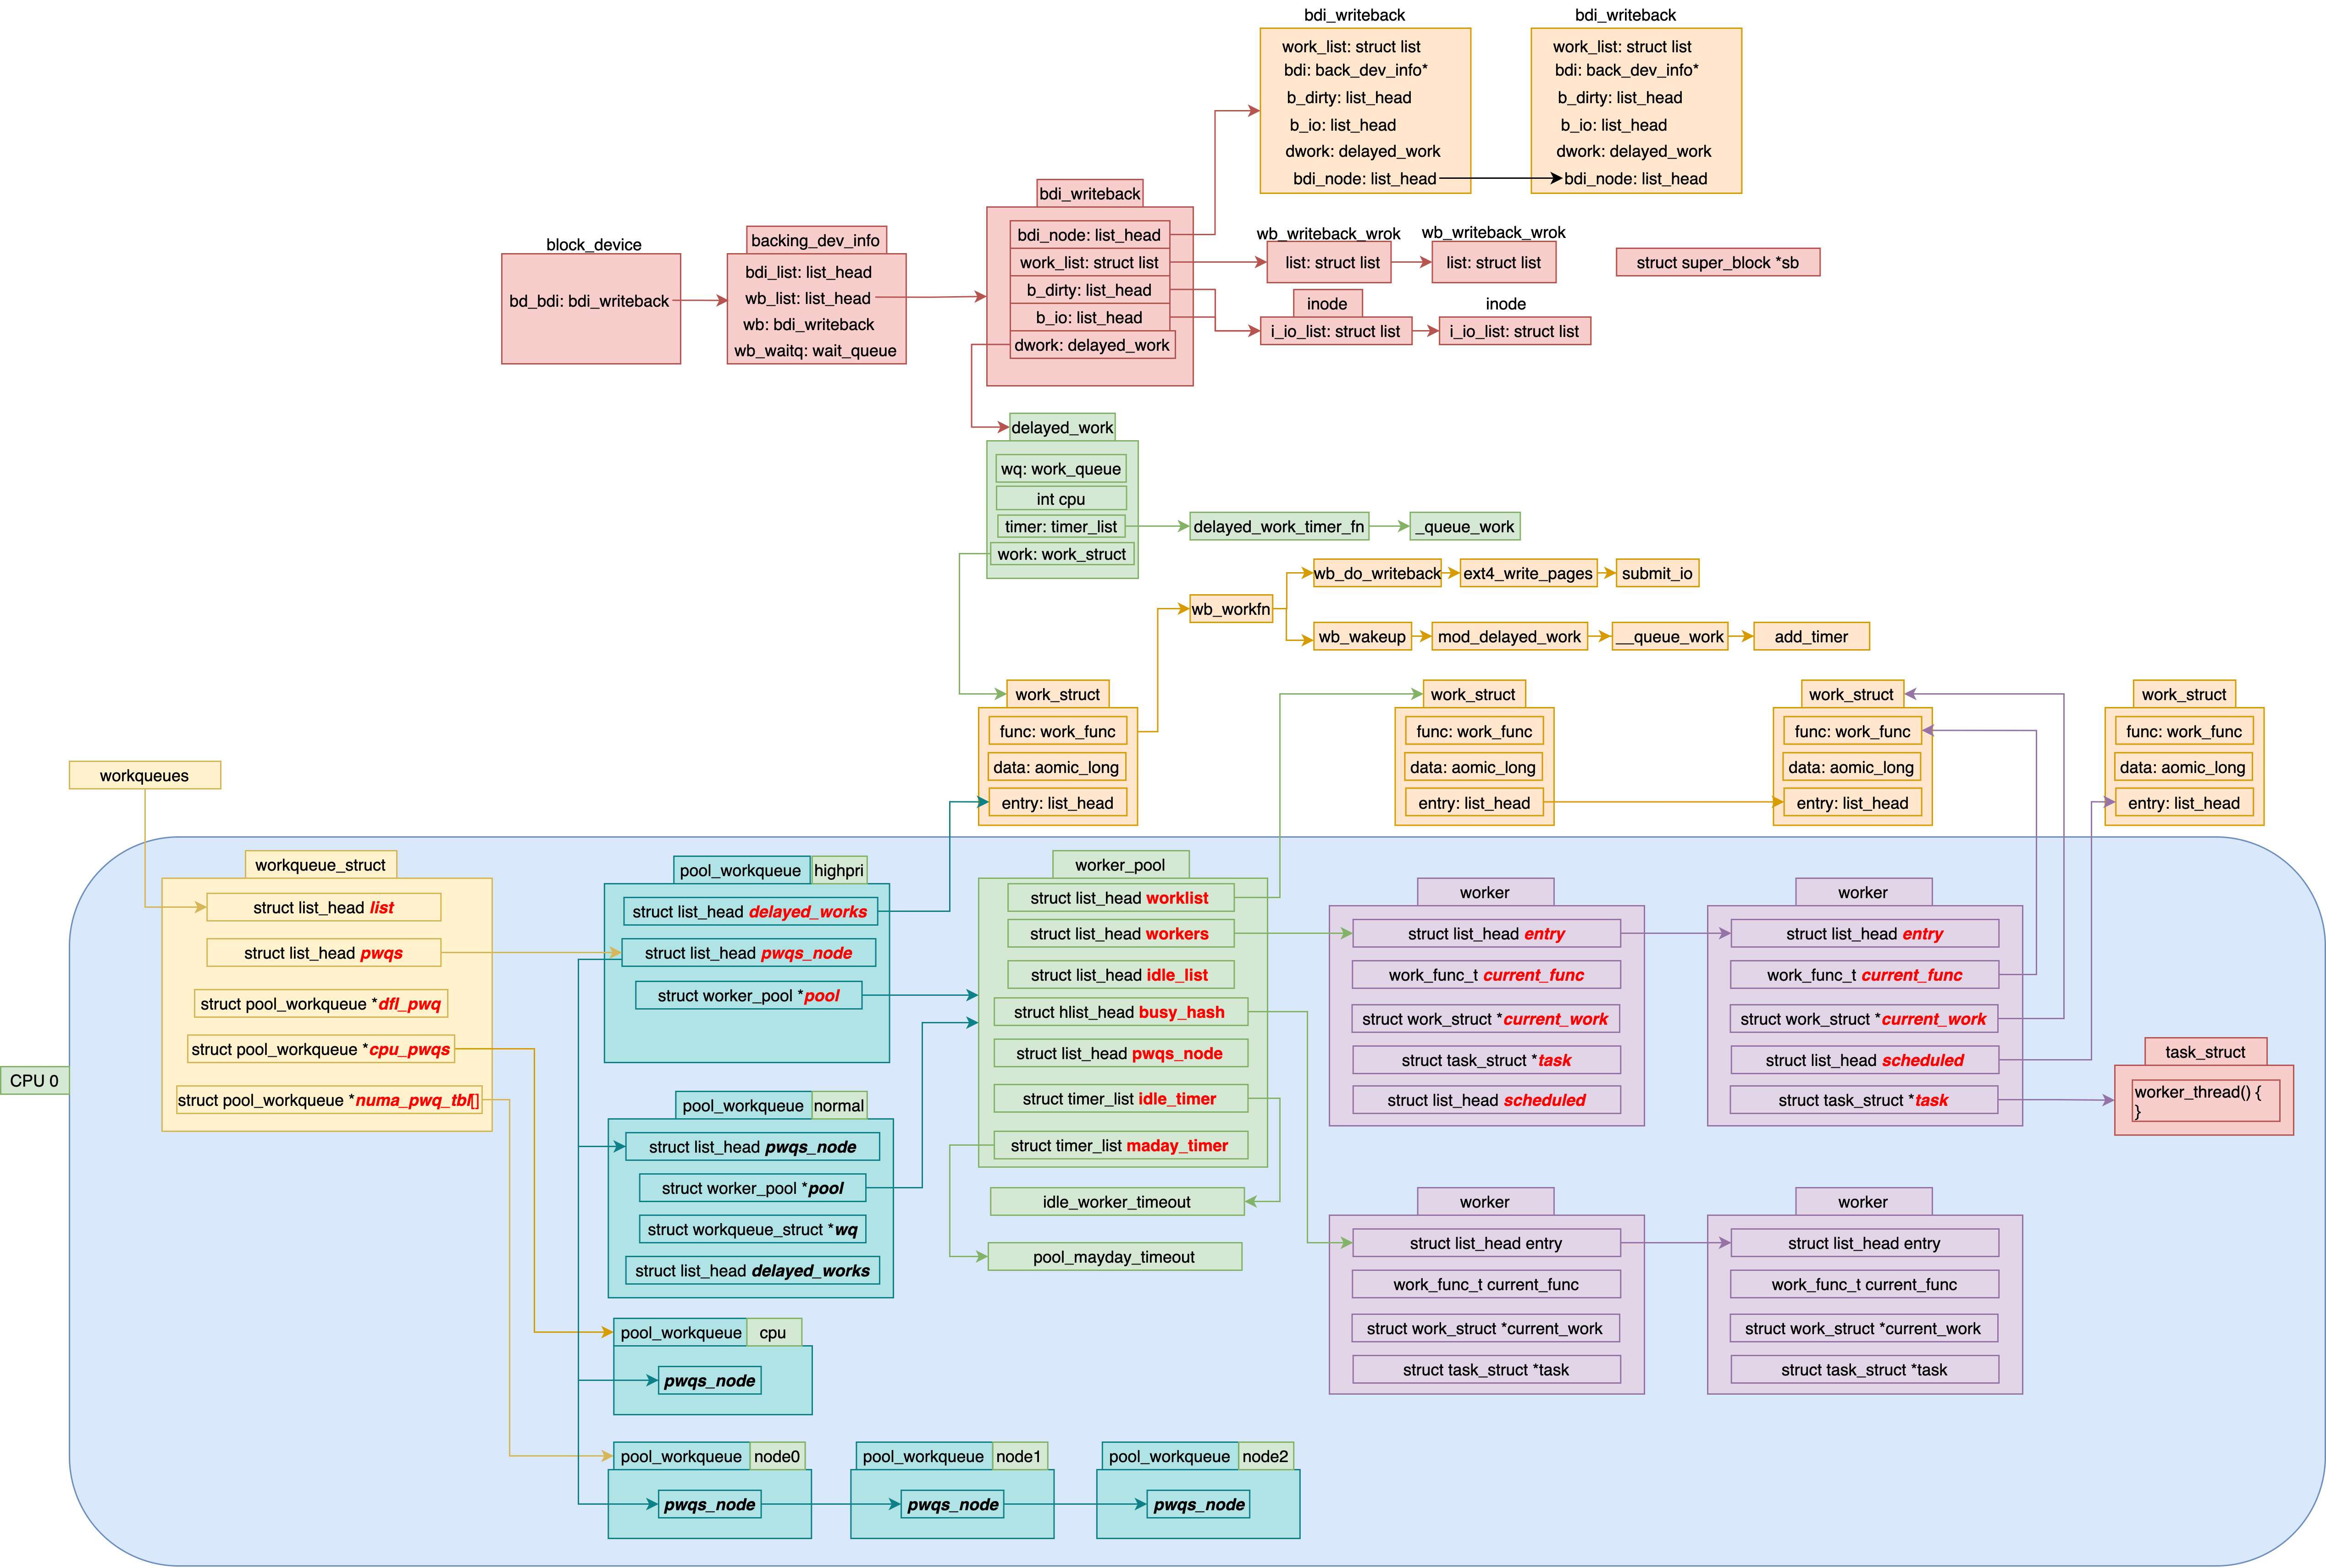 bdi_writeback
work_list: struct list
bdi: back_dev_info*
b_dirty: list_head
b_io: list_head
dwork: delayed_work
bdi_node: list_head
bdi_writeback
work_list: struct list
bdi: back_dev_info*
b_dirty: list_head
b_io: list_head
dwork: delayed_work
bdi_node: list_head
block_device
bd_bdi: bdi_writeback
backing_dev_info
bdi_list: list_head
wb_list: list_head
wb: bdi_writeback
wb_waitq: wait_queue
bdi_writeback
bdi_node: list_head
work_list: struct list
b_dirty: list_head
b_io: list_head
dwork: delayed_work
wb_writeback_wrok
list: struct list
wb_writeback_wrok
list: struct list
struct super_block *sb
inode
i_io_list: struct list
inode
i_io_list: struct list
delayed_work
wq: work_queue
int cpu
timer: timer_list
work: work_struct
delayed_work_timer_fn
_queue_work
wb_workfn
wb_do_writeback
ext4_write_pages
submit_io
wb_wakeup
mod_delayed_work
__queue_work
add_timer
work_struct
func: work_func
data: aomic_long
entry: list_head
work_struct
func: work_func
data: aomic_long
entry: list_head
work_struct
func: work_func
data: aomic_long
entry: list_head
work_struct
func: work_func
data: aomic_long
entry: list_head
workqueues
CPU 0
workqueue_struct
struct list_head list
struct list_head pwqs
struct pool_workqueue *dfl_pwq
struct pool_workqueue *cpu_pwqs
struct pool_workqueue *numa_pwq_tbl[]
pool_workqueue
highpri
struct list_head delayed_works
struct list_head pwqs_node
struct worker_pool *pool
pool_workqueue
normal
struct list_head pwqs_node
struct worker_pool *pool
struct workqueue_struct *wq
struct list_head delayed_works
pool_workqueue
cpu
pwqs_node
pool_workqueue
node0
pwqs_node
pool_workqueue
node1
pwqs_node
pool_workqueue
node2
pwqs_node
worker_pool
struct list_head worklist
struct list_head workers
struct list_head idle_list
struct hlist_head busy_hash
struct list_head pwqs_node
struct timer_list idle_timer
struct timer_list maday_timer
idle_worker_timeout
pool_mayday_timeout
worker
struct list_head entry
work_func_t current_func
struct work_struct *current_work
struct task_struct *task
struct list_head scheduled
worker
struct list_head entry
work_func_t current_func
struct work_struct *current_work
struct list_head scheduled
struct task_struct *task
task_struct
worker_thread() {
}
worker
struct list_head entry
work_func_t current_func
struct work_struct *current_work
struct task_struct *task
worker
struct list_head entry
work_func_t current_func
struct work_struct *current_work
struct task_struct *task